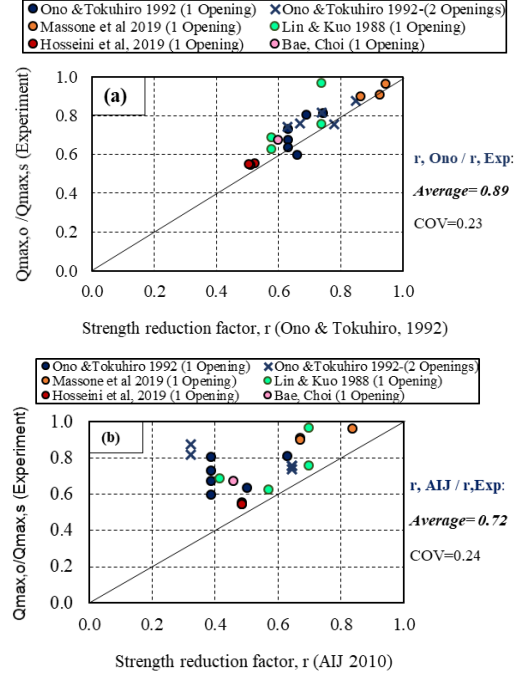 Ono &Tokuhiro 1992 (1 Opening) Ono &Tokuhiro 1992-(2 Openings)
Massone et al 2019 (1 Opening) Lin & Kuo 1988 (1 Opening)
Hosseini et al, 2019 (1 Opening) Bae, Choi (1 Opening)
(a)
Qmax,o /Qmax,s (Experiment)
1.0
0.8
0.6
0.4
0.2
0.0
0.0 0.2 0.4 0.6 0.8 1.0
Strength reduction factor, r (Ono & Tokuhiro, 1992)
r, Ono / r, Exp:
Average= 0.89
COV=0.23
Ono &Tokuhiro 1992 (1 Opening) Ono &Tokuhiro 1992-(2 Openings)
Massone et al 2019 (1 Opening) Lin & Kuo 1988 (1 Opening)
Hosseini et al, 2019 (1 Opening) Bae, Choi (1 Opening)
(b)
Qmax,o/Qmax,s (Experiment)
1.0
0.8
0.6
0.4
0.2
0.0
0.0 0.2 0.4 0.6 0.8 1.0
Strength reduction factor, r (AIJ 2010)
r, AIJ / r,Exp:
Average= 0.72
COV=0.24